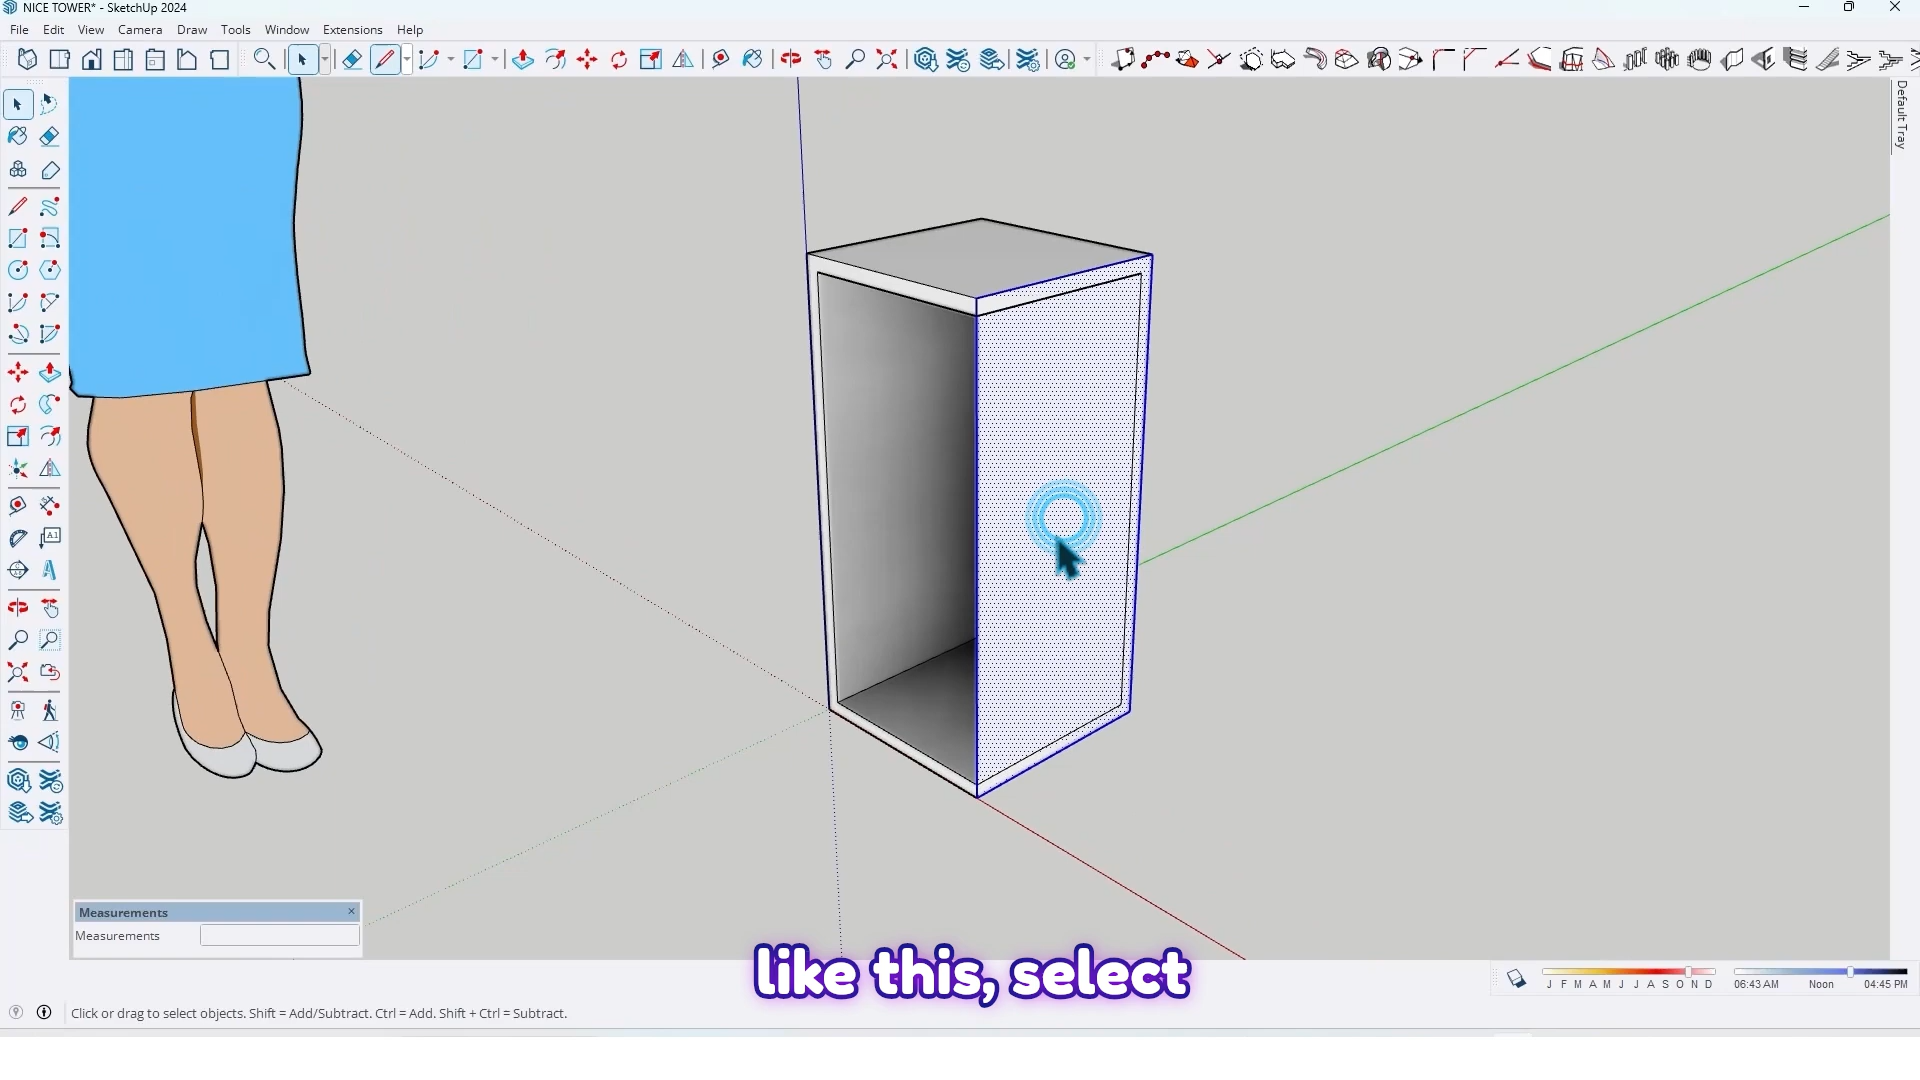 NICE TOWER* - SketchUp 2024
File Edit View Camera Draw Tools Window Extensions Help
Default Tray
A1
Measurements
Measurements
like this, select
J F M A M J J A S O N D
06:43 AM Noon 04:45 PM
Click or drag to select objects. Shift = Add/Subtract. Ctrl = Add. Shift + Ctrl = Subtract.